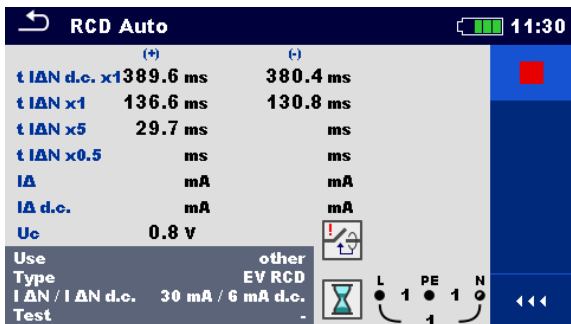 RCD Auto 11:30
(+) (-)
t IΔN d.c. x1 389.6 ms 380.4 ms
t IΔN x1 136.6 ms 130.8 ms
t IΔN x5 29.7 ms ms
t IΔN x0.5 ms ms
IΔ mA mA
IΔ d.c. mA mA
Uc 0.8 V
Use other
Type EV RCD
I ΔN / I ΔN d.c. 30 mA / 6 mA d.c.
Test -
L PE N
1 1
1